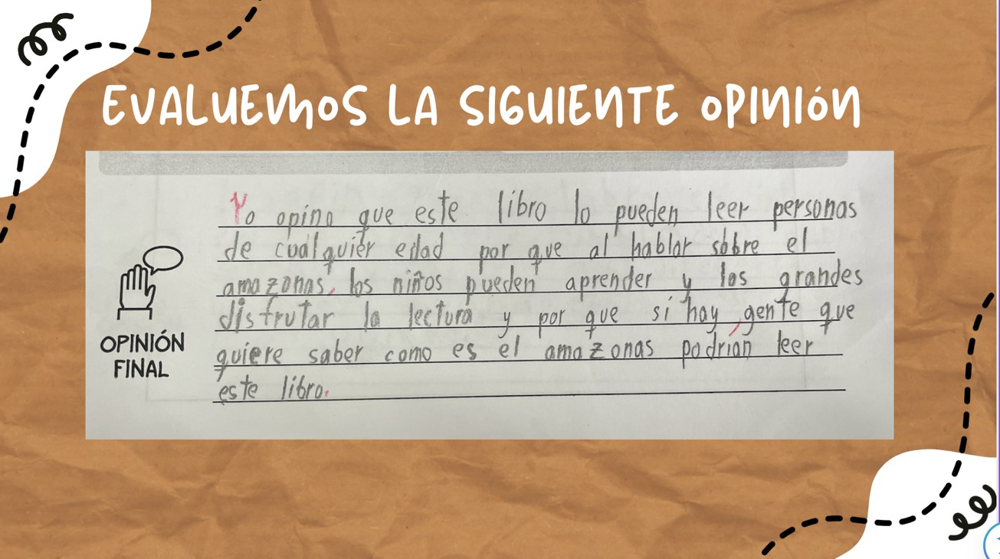 EVALUEMOS LA SIGUIENTE OPINIÓN
Yo opino que este libro lo pueden leer personas
de cualquier edad por que al hablar sobre el
amazonas, los niños pueden aprender y los grandes
disfrutar la lectura y por que si hay, gente que
quiere saber como es el amazonas podrian leer
este libro.
OPINIÓN
FINAL